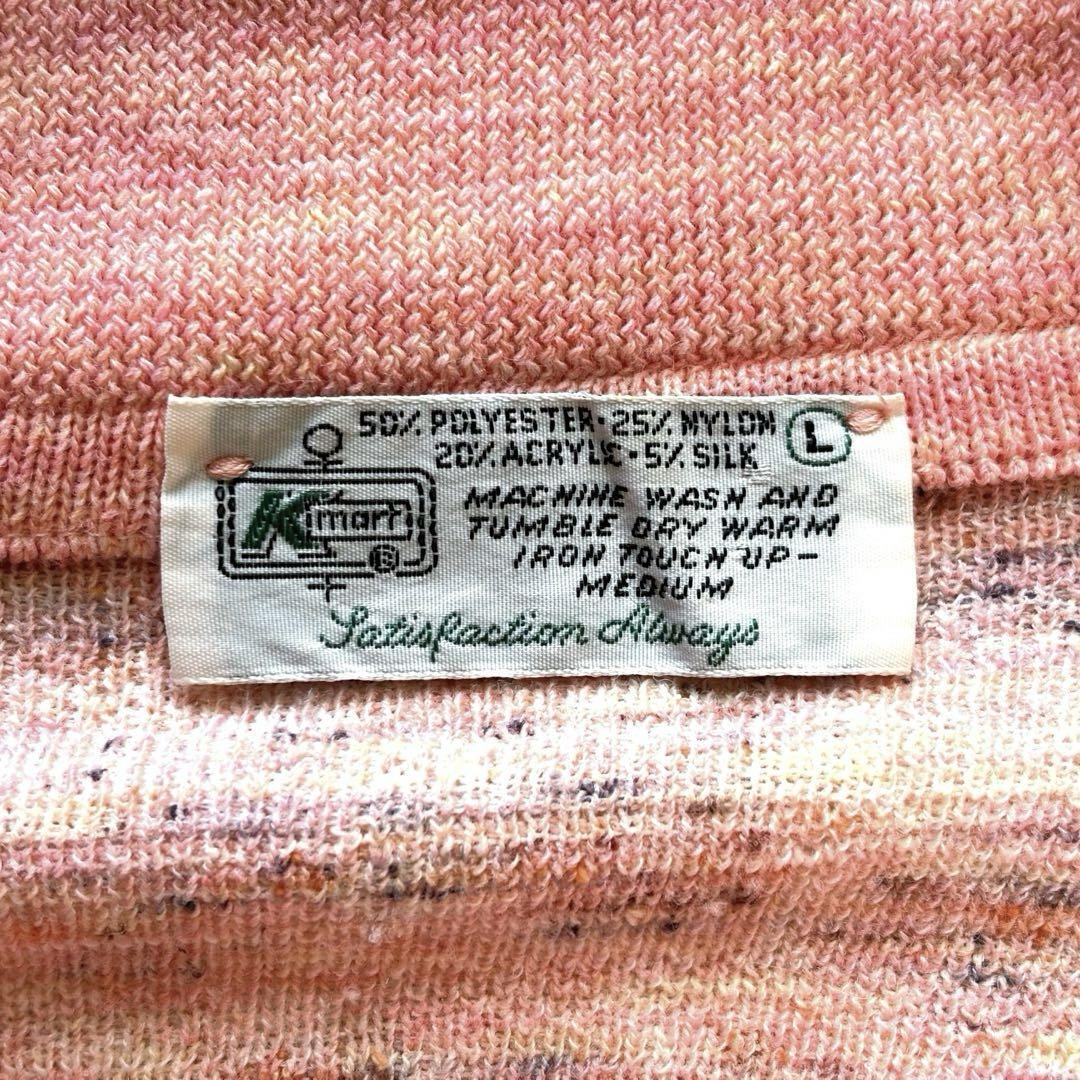 50% POLYESTER·25% NYLON L
20% ACRYLIC·5% SILK
Kmart ®
MACHINE WASH AND
TUMBLE DRY WARM
IRON TOUCH UP-
MEDIUM
Satisfaction Always